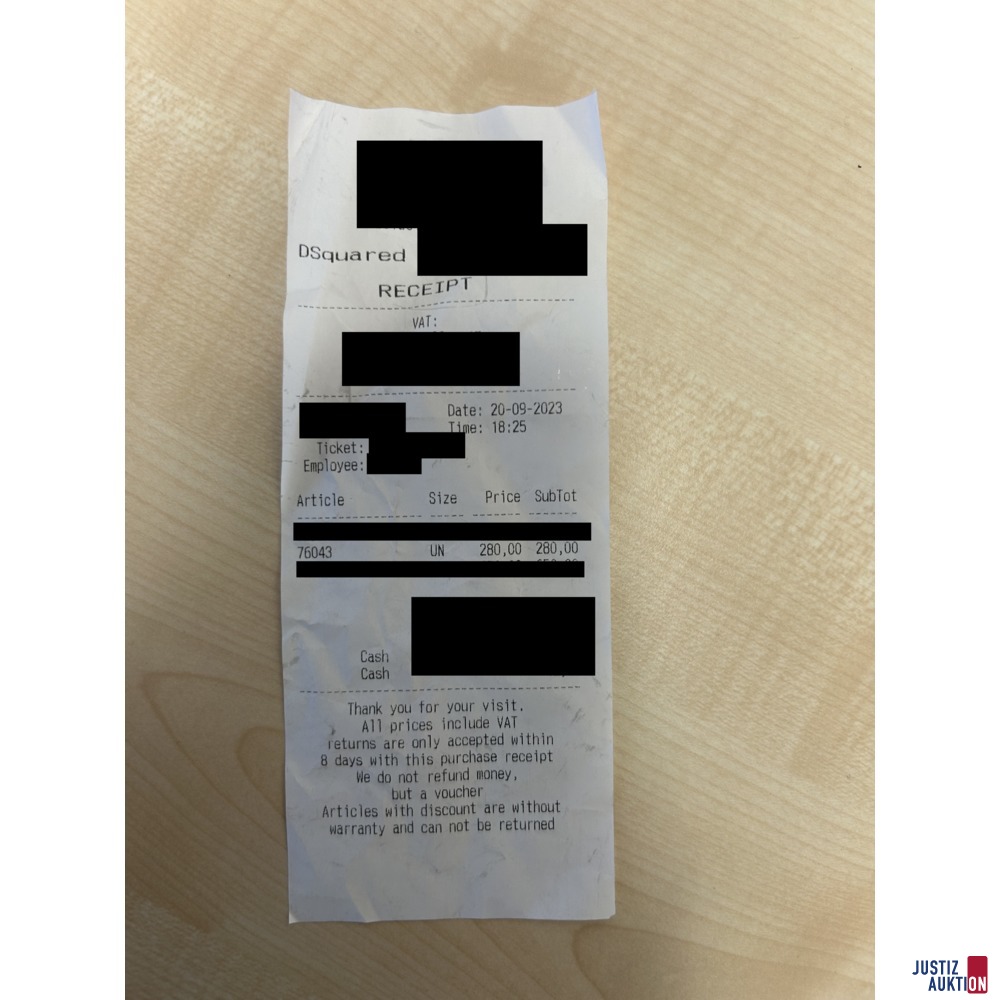 DSquared
RECEIPT
VAT:
Date: 20-09-2023
Time: 18:25
Ticket:
Employee:
Article Size Price SubTot
76043 UN 280,00 280,00
Cash
Cash
Thank you for your visit.
All prices include VAT
returns are only accepted within
8 days with this purchase receipt
We do not refund money,
but a voucher
Articles with discount are without
warranty and can not be returned
JUSTIZ
AUKTION